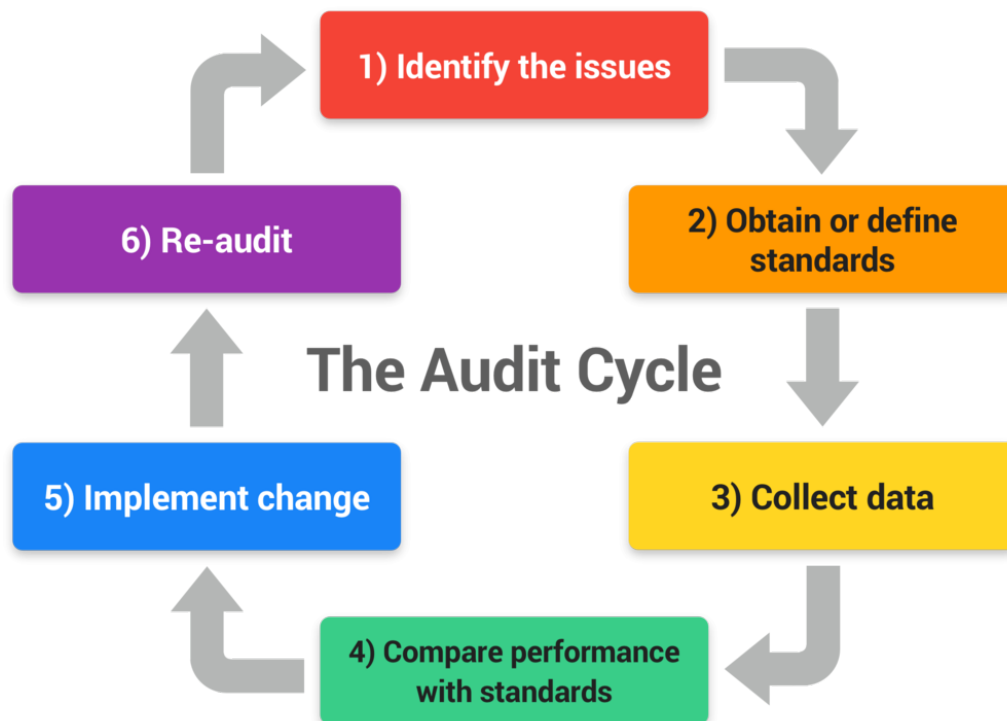 1) Identify the issues
2) Obtain or define
standards
3) Collect data
4) Compare performance
with standards
5) Implement change
6) Re-audit
The Audit Cycle